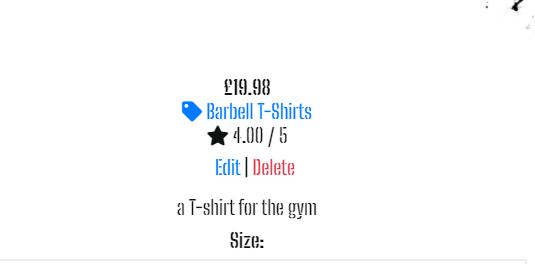 £19.98
Barbell T-Shirts
4.00 / 5
Edit | Delete
a T-shirt for the gym
Size: